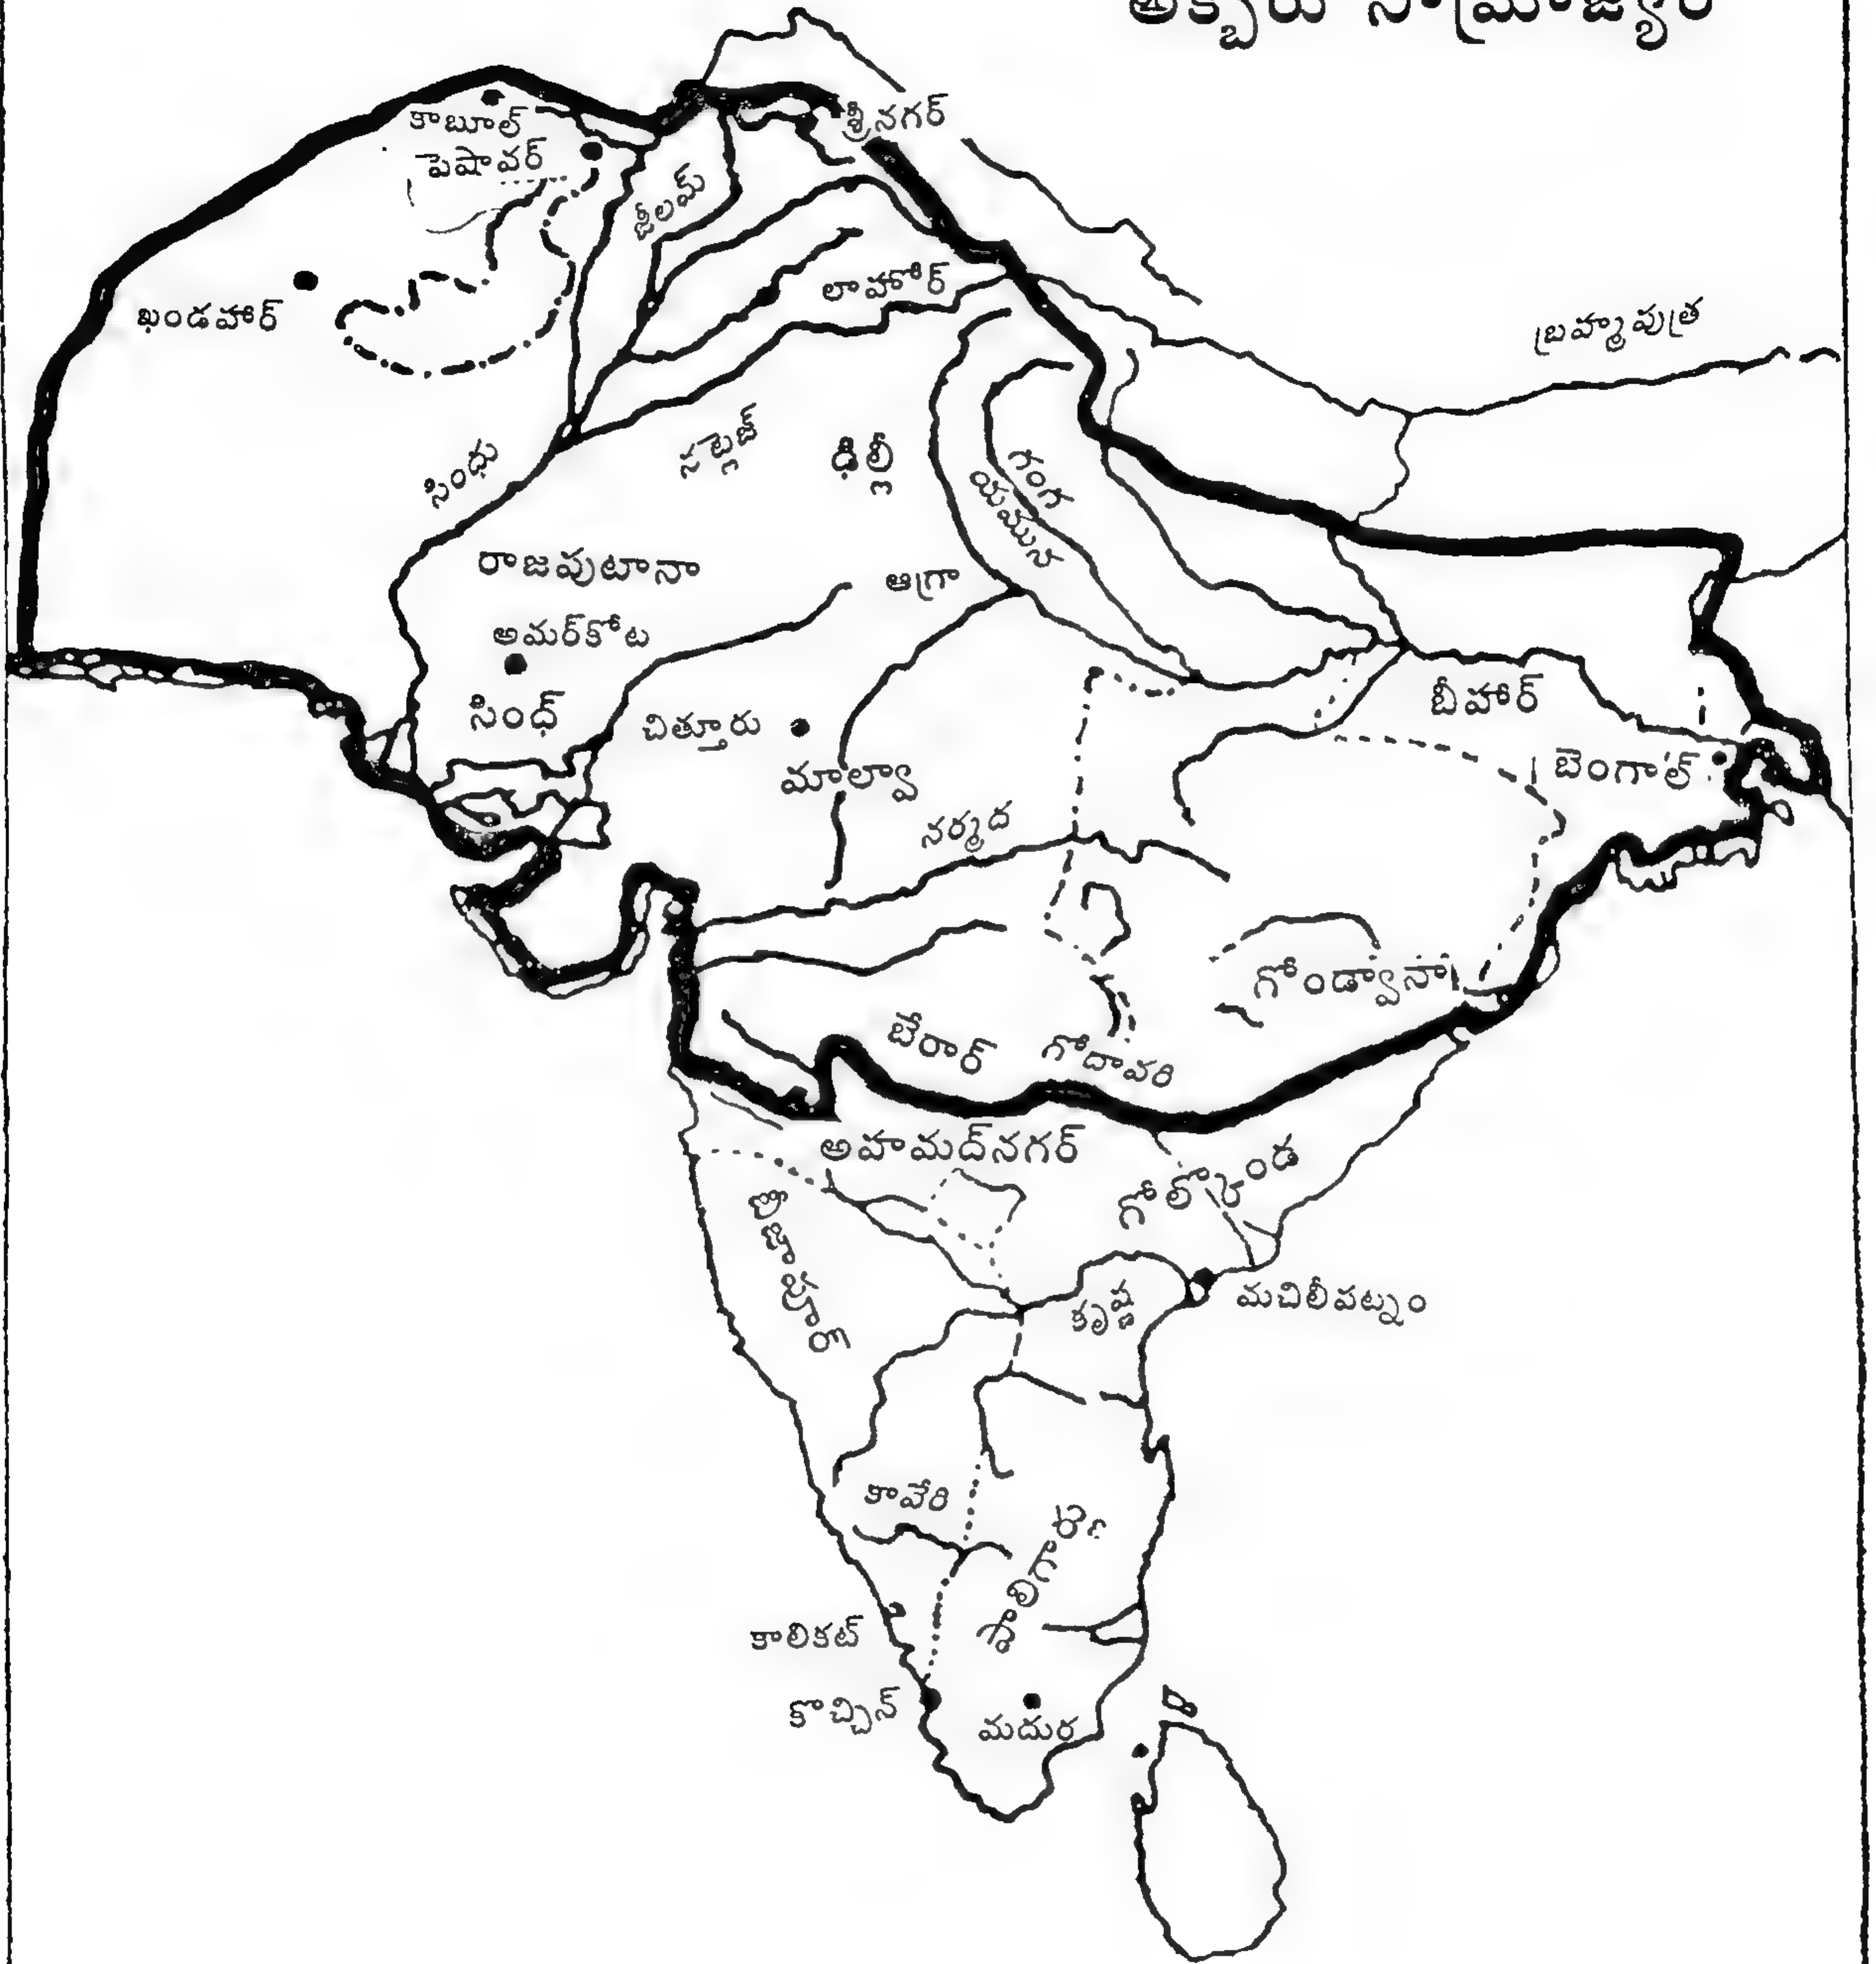 అక్బరు సామ్రాజ్యం
కాబూల్
శ్రీనగర్
పెషావర్
జీలమ్
లాహోర్
ఖండహార్
బ్రహ్మపుత్ర
సట్లెజ్
ఢిల్లీ
సింధు
గంగా
యమున
రాజపుటానా
ఆగ్రా
అమర్‌కోట
బీహార్
సింధ్
చిత్తూరు
బెంగాల్
మాల్వా
నర్మద
గోండ్వానా
బేరార్
గోదావరి
అహమద్‌నగర్
గోల్కొండ
బీజాపూర్
మచిలీపట్నం
కృష్ణ
కావేరి
కాలికట్
కొచ్చిన్
మదుర